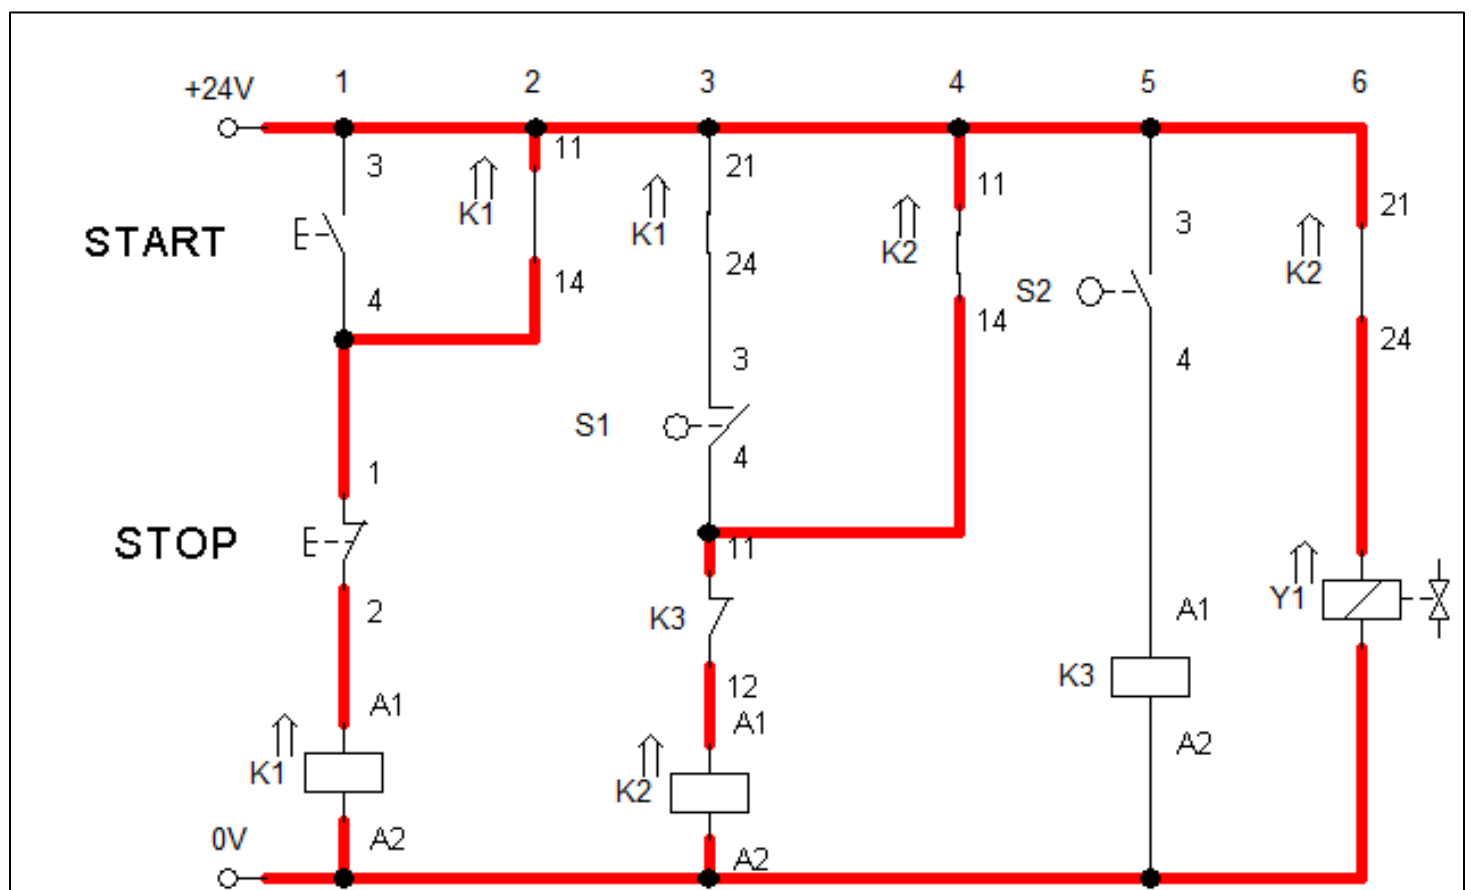 1 2 3 4 5 6
+24V
3 11 21 11 3 21
K1 K1 K2 K2
START
4 14 24 14 S2 24
3 4
S1
4
1
STOP
11
2
K3
A1 Y1
12
A1 A1
K3
K1 K2
A2
0V
A2 A2